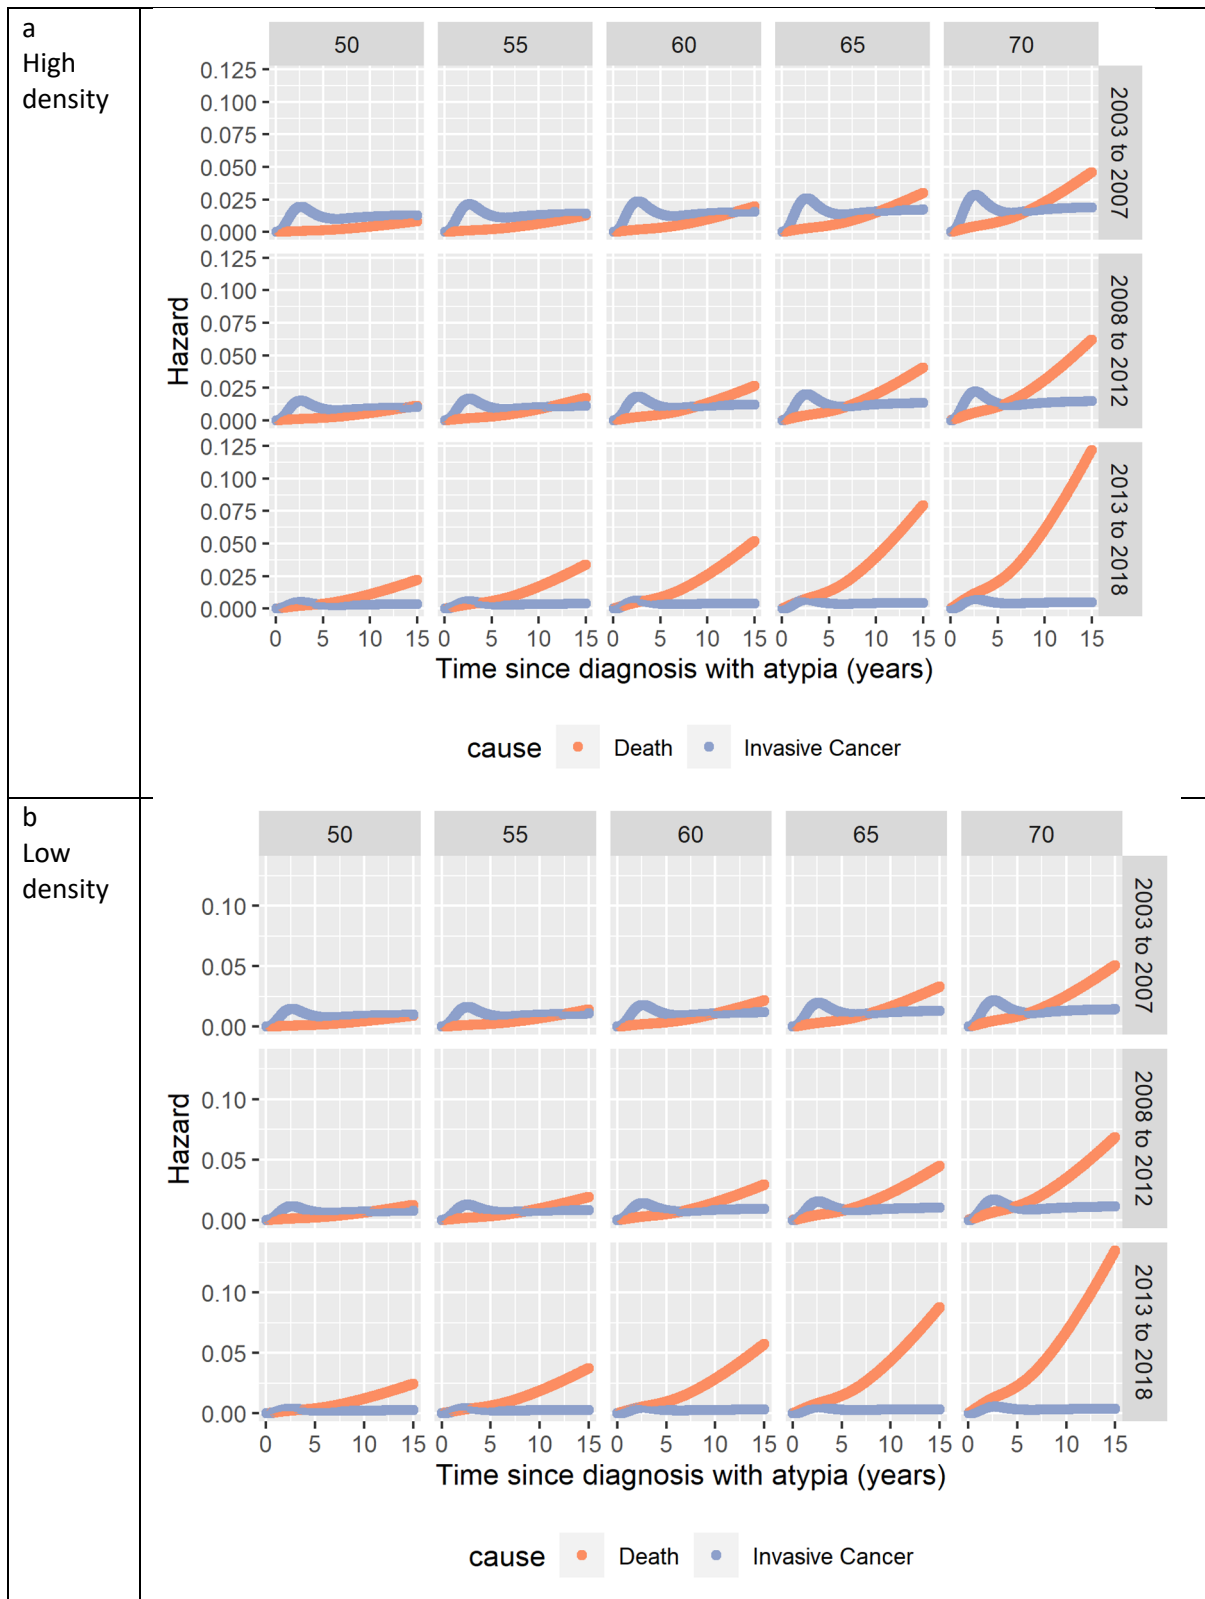 a
High
density
50 55 60 65 70
0.125
0.100
0.075
0.050
0.025
0.000
2003 to 2007
0.125
0.100
0.075
0.050
0.025
0.000
2008 to 2012
0.125
0.100
0.075
0.050
0.025
0.000
2013 to 2018
Hazard
0 5 10 15 0 5 10 15 0 5 10 15 0 5 10 15 0 5 10 15
Time since diagnosis with atypia (years)
cause Death Invasive Cancer
b
Low
density
50 55 60 65 70
0.10
0.05
0.00
2003 to 2007
0.10
0.05
0.00
2008 to 2012
0.10
0.05
0.00
2013 to 2018
Hazard
0 5 10 15 0 5 10 15 0 5 10 15 0 5 10 15 0 5 10 15
Time since diagnosis with atypia (years)
cause Death Invasive Cancer